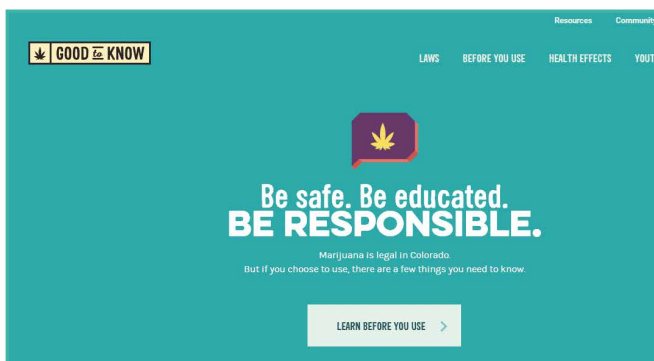 Resources Community
GOOD to KNOW
LAWS BEFORE YOU USE HEALTH EFFECTS YOUT
Be safe. Be educated.
BE RESPONSIBLE.
Marijuana is legal in Colorado.
But if you choose to use, there are a few things you need to know.
LEARN BEFORE YOU USE